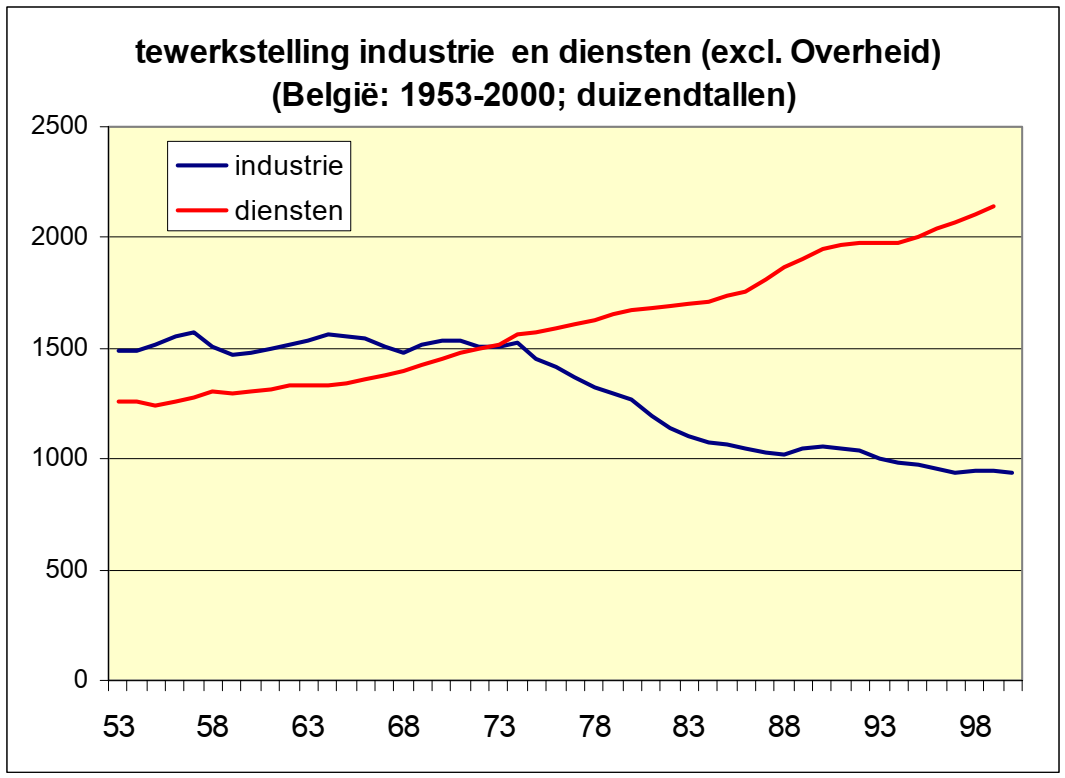 tewerkstelling industrie  en diensten (excl. Overheid)
(Belgïë: 1953-2000; duizendtallen)
2500
industrie
diensten
2000
1500
1000
500
0
53 58 63 68 73 78 83 88 93 98